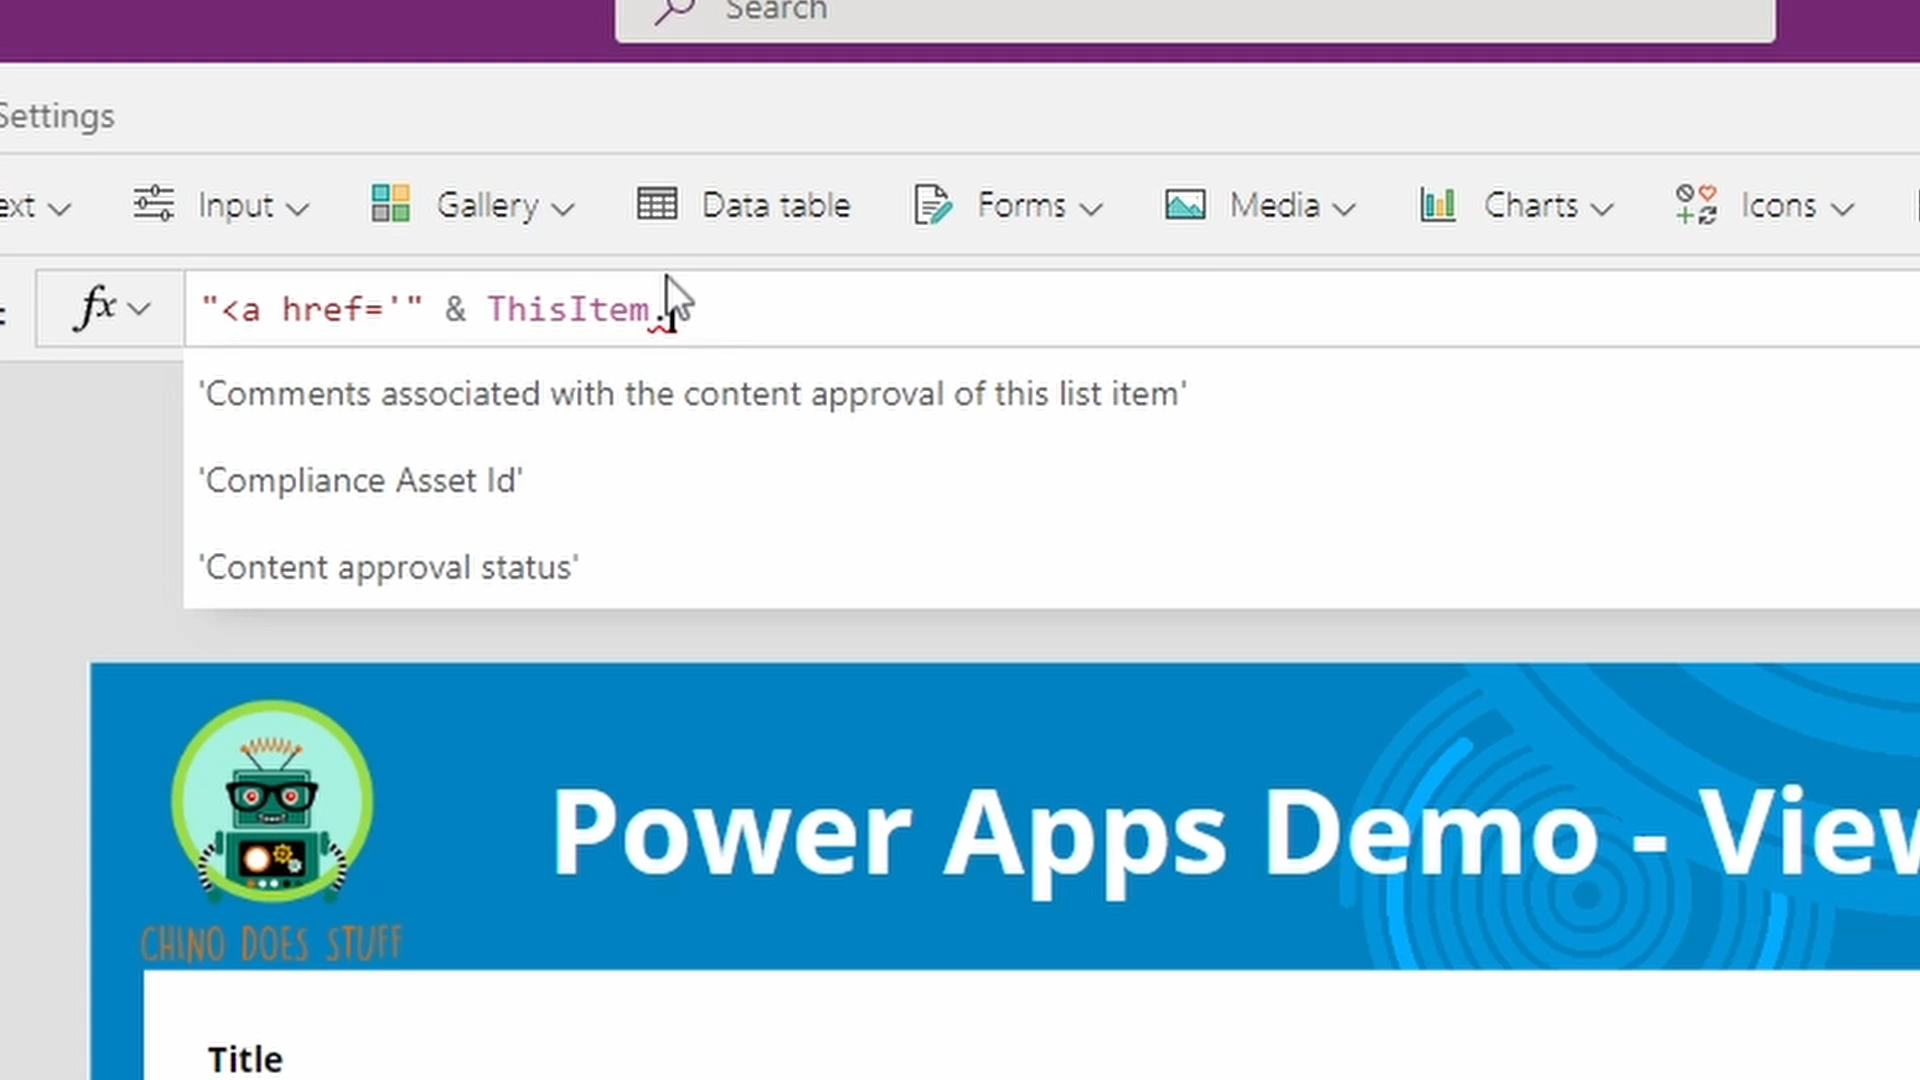 Search
Settings
ext
Input
Gallery
Data table
Forms
Media
Charts
Icons
fx
"<a href='" & ThisItem.
'Comments associated with the content approval of this list item'
'Compliance Asset Id'
'Content approval status'
CHINO DOES STUFF
Power Apps Demo - View
Title